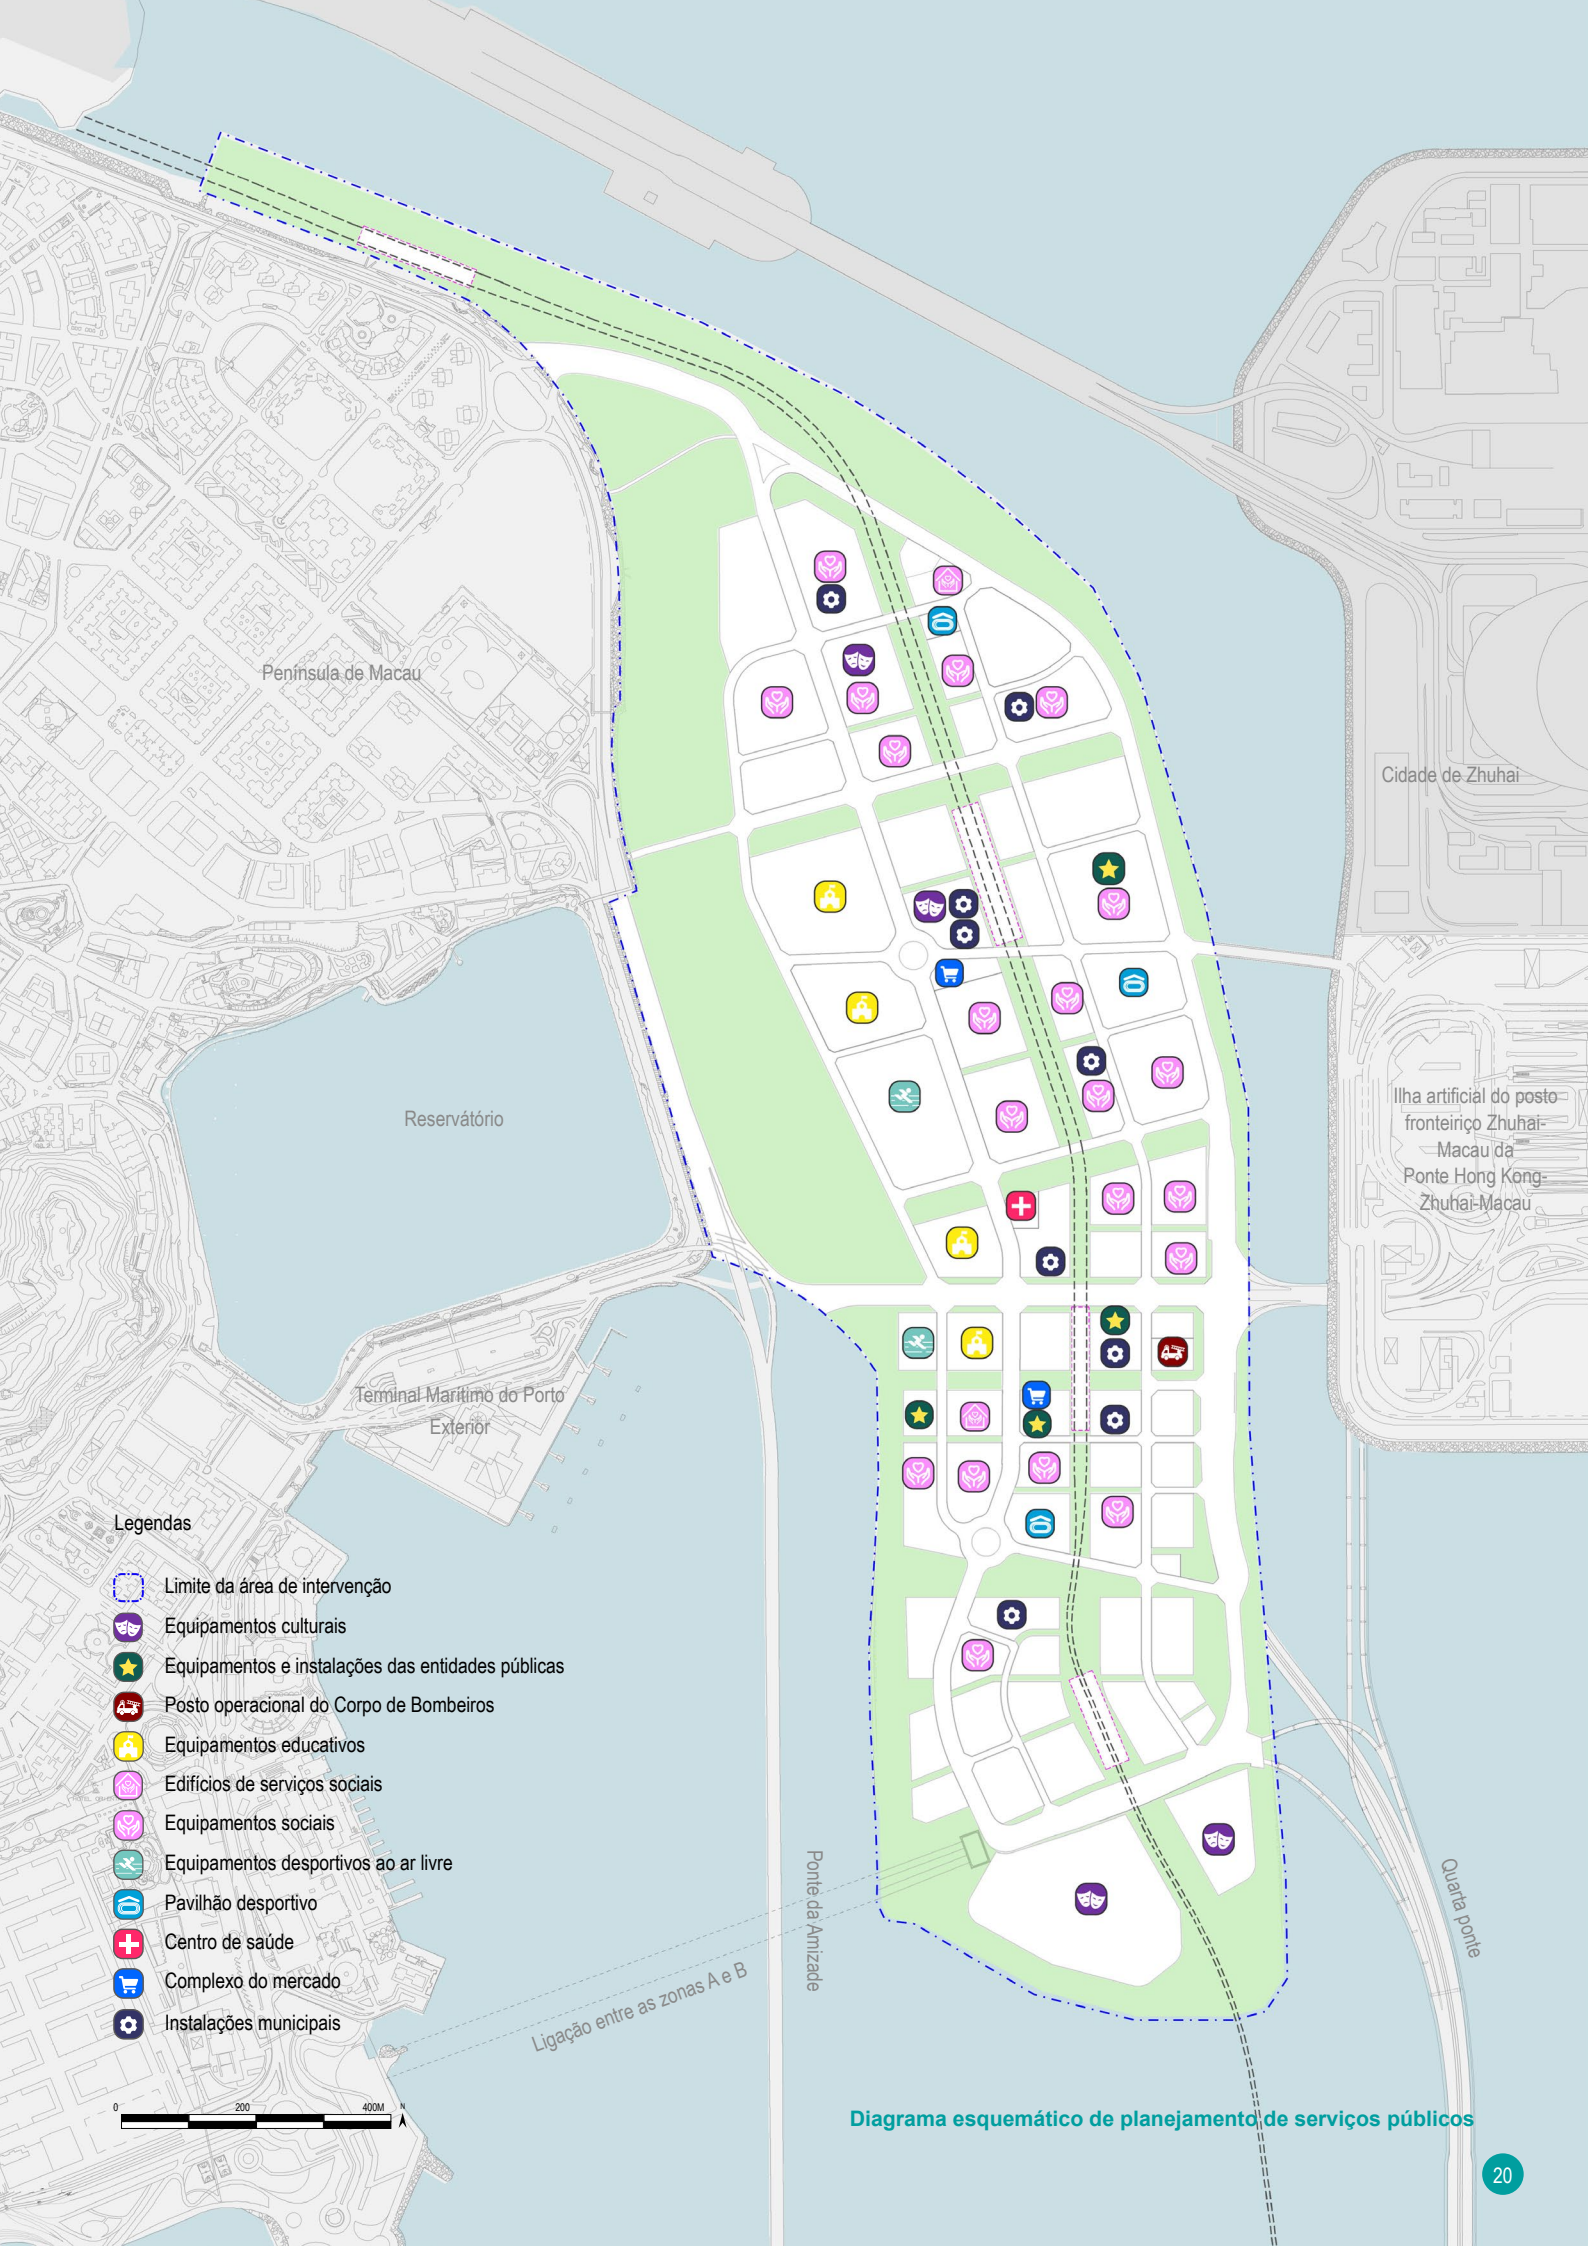 Península de Macau
Cidade de Zhuhai
Reservátório
Ilha artificial do posto
fronteiriço Zhuhai-
Macau da
Ponte Hong Kong-
Zhuhai-Macau
Terminal Marítimo do Porto
Exterior
Legendas
Limite da área de intervenção
Equipamentos culturais
Equipamentos e instalações das entidades públicas
Posto operacional do Corpo de Bombeiros
Equipamentos educativos
Edifícios de serviços sociais
Equipamentos sociais
Equipamentos desportivos ao ar livre
Pavilhão desportivo
Centro de saúde
Complexo do mercado
Instalações municipais
Ponte da Amizade
Quarta ponte
Ligação entre as zonas A e B
0 200 400M N
Diagrama esquemático de planejamento de serviços públicos
20